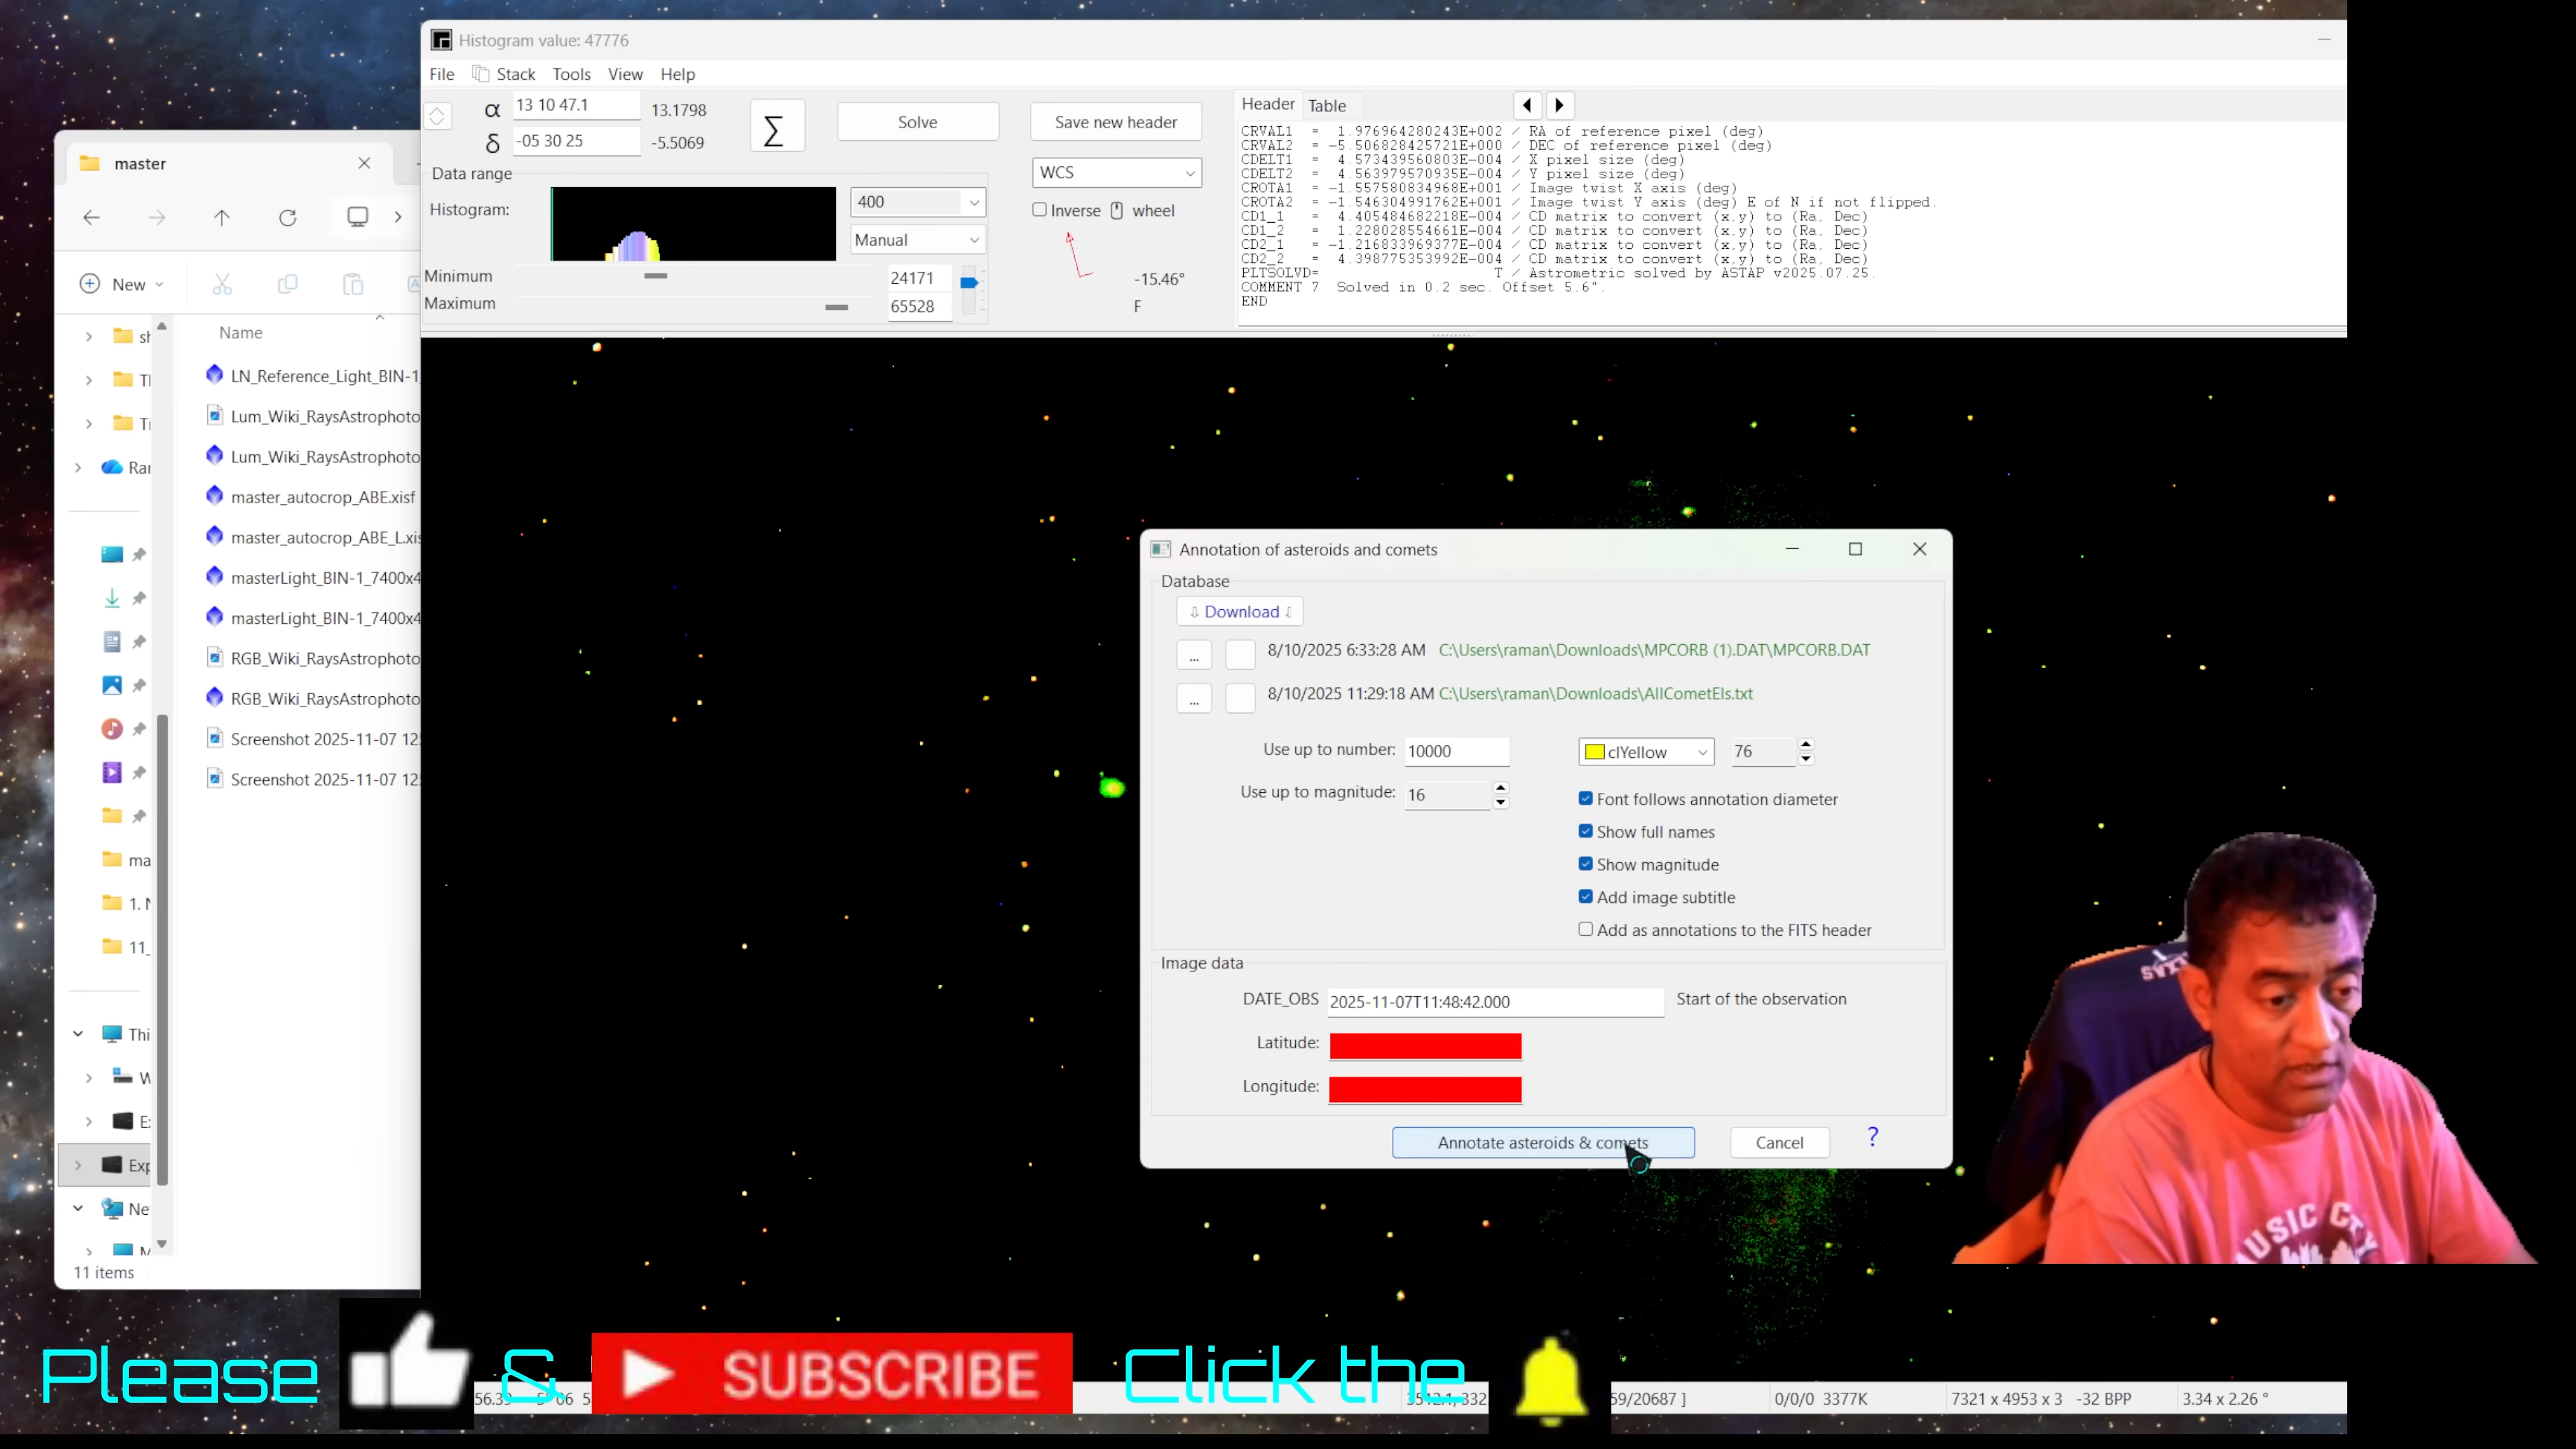 Histogram value: 47776
File Stack Tools View Help
α 13 10 47.1 13.1798
δ -05 30 25 -5.5069
∑
Solve
Save new header
WCS
Inverse wheel
-15.46°
F
Data range
Histogram:
400
Manual
Minimum 24171
Maximum 65528
Header Table
CRVAL1 = 1.976964280243E+002 / RA of reference pixel (deg)
CRVAL2 = -5.506828425721E+000 / DEC of reference pixel (deg)
CDELT1 = 4.573439560803E-004 / X pixel size (deg)
CDELT2 = 4.563979570935E-004 / Y pixel size (deg)
CROTA1 = -1.557580834968E+001 / Image twist X axis (deg)
CROTA2 = -1.546304991762E+001 / Image twist Y axis (deg) E of N if not flipped.
CD1_1 = 4.405484682218E-004 / CD matrix to convert (x,y) to (Ra, Dec)
CD1_2 = 1.228028554661E-004 / CD matrix to convert (x,y) to (Ra, Dec)
CD2_1 = -1.216833969377E-004 / CD matrix to convert (x,y) to (Ra, Dec)
CD2_2 = 4.398775353992E-004 / CD matrix to convert (x,y) to (Ra, Dec)
PLTSOLVD= T / Astrometric solved by ASTAP v2025.07.25.
COMMENT 7 Solved in 0.2 sec. Offset 5.6".
END
master
New
Name
LN_Reference_Light_BIN-1_
Lum_Wiki_RaysAstrophoto
Lum_Wiki_RaysAstrophoto
master_autocrop_ABE.xisf
master_autocrop_ABE_L.xis
masterLight_BIN-1_7400x4
masterLight_BIN-1_7400x4
RGB_Wiki_RaysAstrophoto
RGB_Wiki_RaysAstrophoto
Screenshot 2025-11-07 12
Screenshot 2025-11-07 12
Rar
ma
11_
Thi
Exp
Ne
11 items
Annotation of asteroids and comets
Database
Download
... 8/10/2025 6:33:28 AM C:\Users\raman\Downloads\MPCORB (1).DAT\MPCORB.DAT
... 8/10/2025 11:29:18 AM C:\Users\raman\Downloads\AllCometEls.txt
Use up to number: 10000
clYellow 76
Use up to magnitude: 16
Font follows annotation diameter
Show full names
Show magnitude
Add image subtitle
Add as annotations to the FITS header
Image data
DATE_OBS 2025-11-07T11:48:42.000 Start of the observation
Latitude:
Longitude:
Annotate asteroids & comets
Cancel
?
MUSIC
Please & SUBSCRIBE Click the
59/20687 ] 0/0/0 3377K 7321 x 4953 x 3 -32 BPP 3.34 x 2.26 °